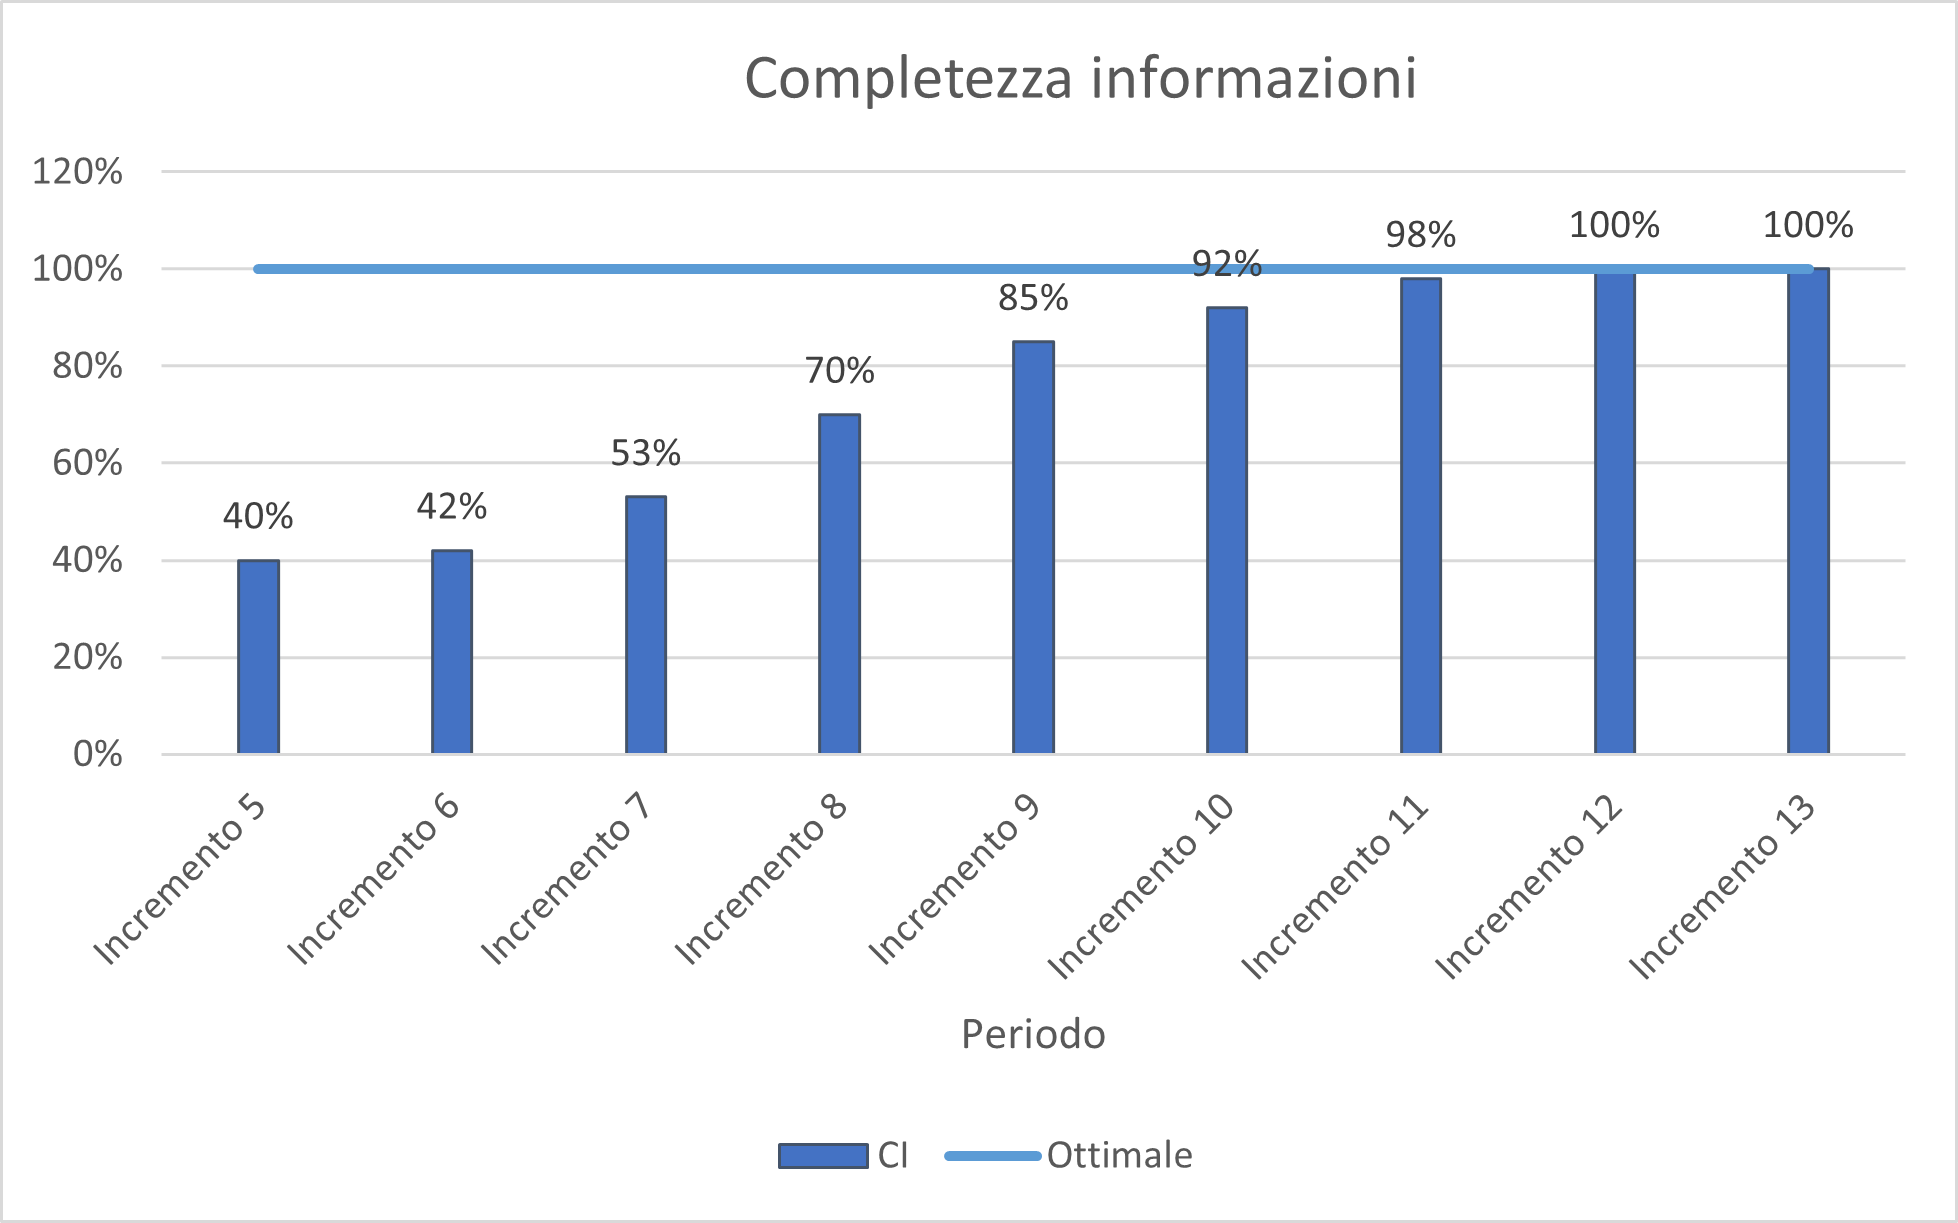 Completezza informazioni
120%
100%
80%
60%
40%
20%
0%
40%
42%
53%
70%
85%
92%
98%
100%
100%
Incremento 5
Incremento 6
Incremento 7
Incremento 8
Incremento 9
Incremento 10
Incremento 11
Incremento 12
Incremento 13
Periodo
CI
Ottimale